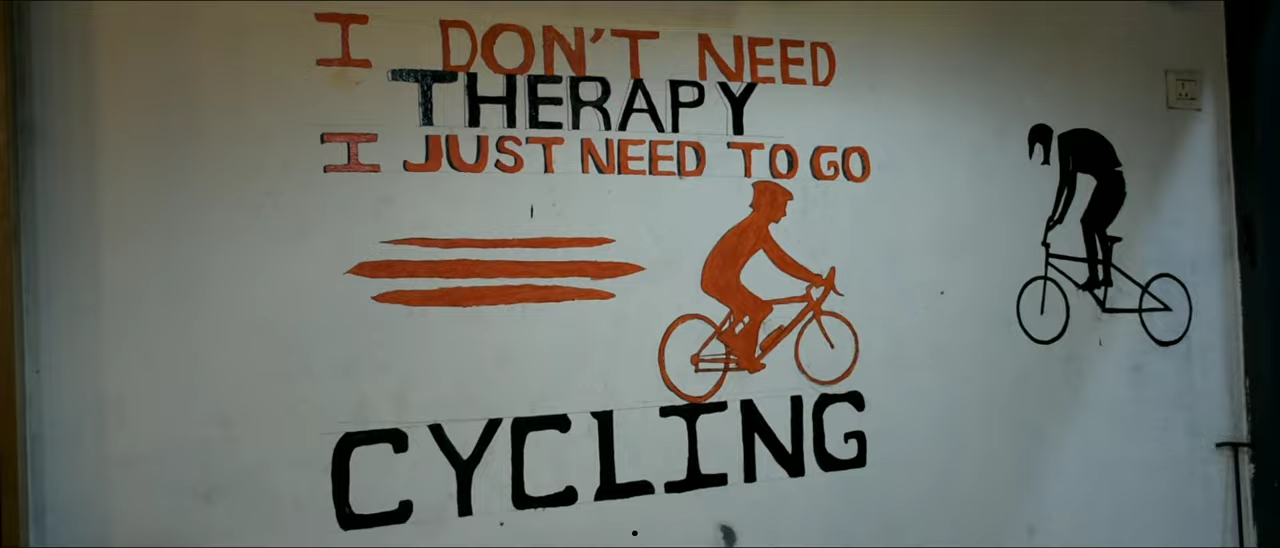 I DON'T NEED
THERAPY
I JUST NEED TO GO
CYCLING